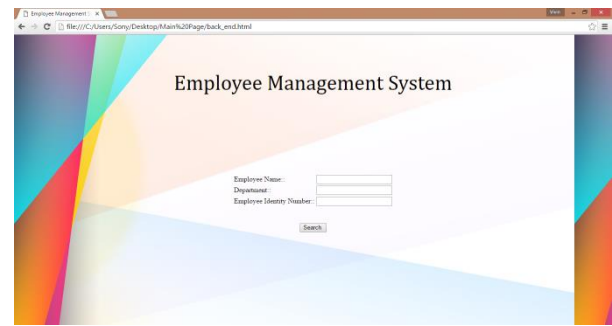 Employee Management :
file:///C:/Users/Sony/Desktop/Main%20Page/back_end.html
Employee Management System
Employee Name:
Department:
Employee Identity Number:
Search